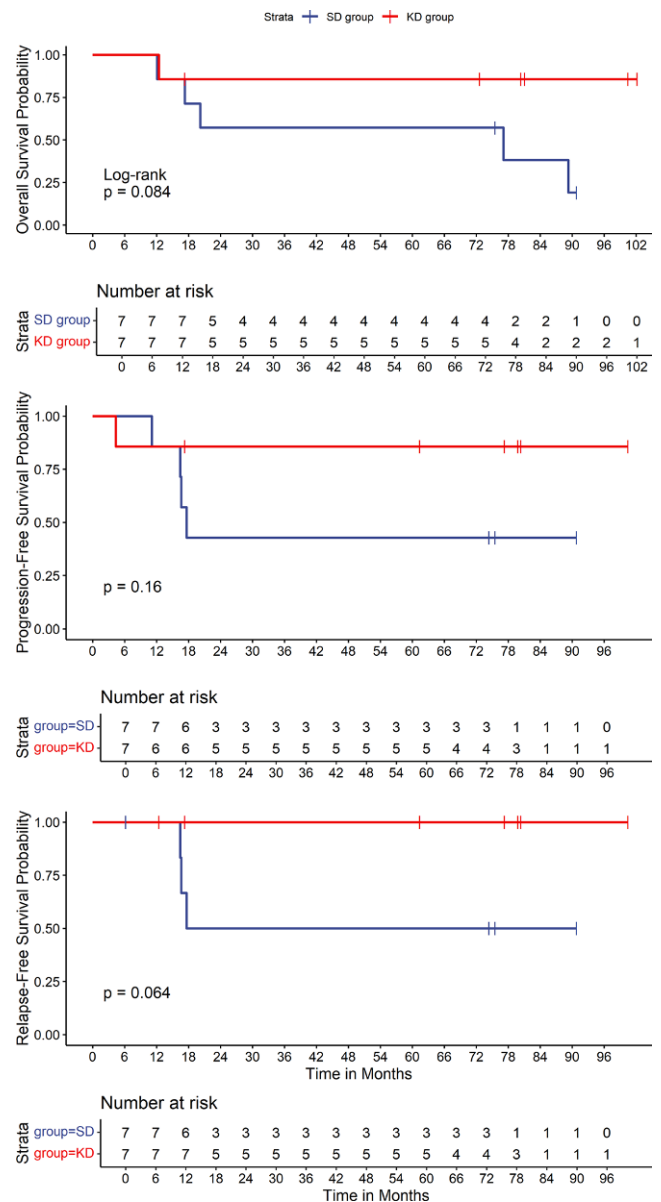 Strata SD group KD group
Overall Survival Probability
1.00
0.75
0.50
0.25
0.00
Log-rank
p = 0.084
0 6 12 18 24 30 36 42 48 54 60 66 72 78 84 90 96 102
Number at risk
Strata
SD group 7 7 7 5 4 4 4 4 4 4 4 4 4 2 2 1 0 0
KD group 7 7 7 5 5 5 5 5 5 5 5 5 5 4 2 2 2 1
0 6 12 18 24 30 36 42 48 54 60 66 72 78 84 90 96 102
Progression-Free Survival Probability
1.00
0.75
0.50
0.25
0.00
p = 0.16
0 6 12 18 24 30 36 42 48 54 60 66 72 78 84 90 96
Number at risk
Strata
group=SD 7 7 6 3 3 3 3 3 3 3 3 3 3 1 1 1 0
group=KD 7 6 6 5 5 5 5 5 5 5 5 4 4 3 1 1 1
0 6 12 18 24 30 36 42 48 54 60 66 72 78 84 90 96
Relapse-Free Survival Probability
1.00
0.75
0.50
0.25
0.00
p = 0.064
0 6 12 18 24 30 36 42 48 54 60 66 72 78 84 90 96
Time in Months
Number at risk
Strata
group=SD 7 7 6 3 3 3 3 3 3 3 3 3 3 1 1 1 0
group=KD 7 7 7 5 5 5 5 5 5 5 5 4 4 3 1 1 1
0 6 12 18 24 30 36 42 48 54 60 66 72 78 84 90 96
Time in Months